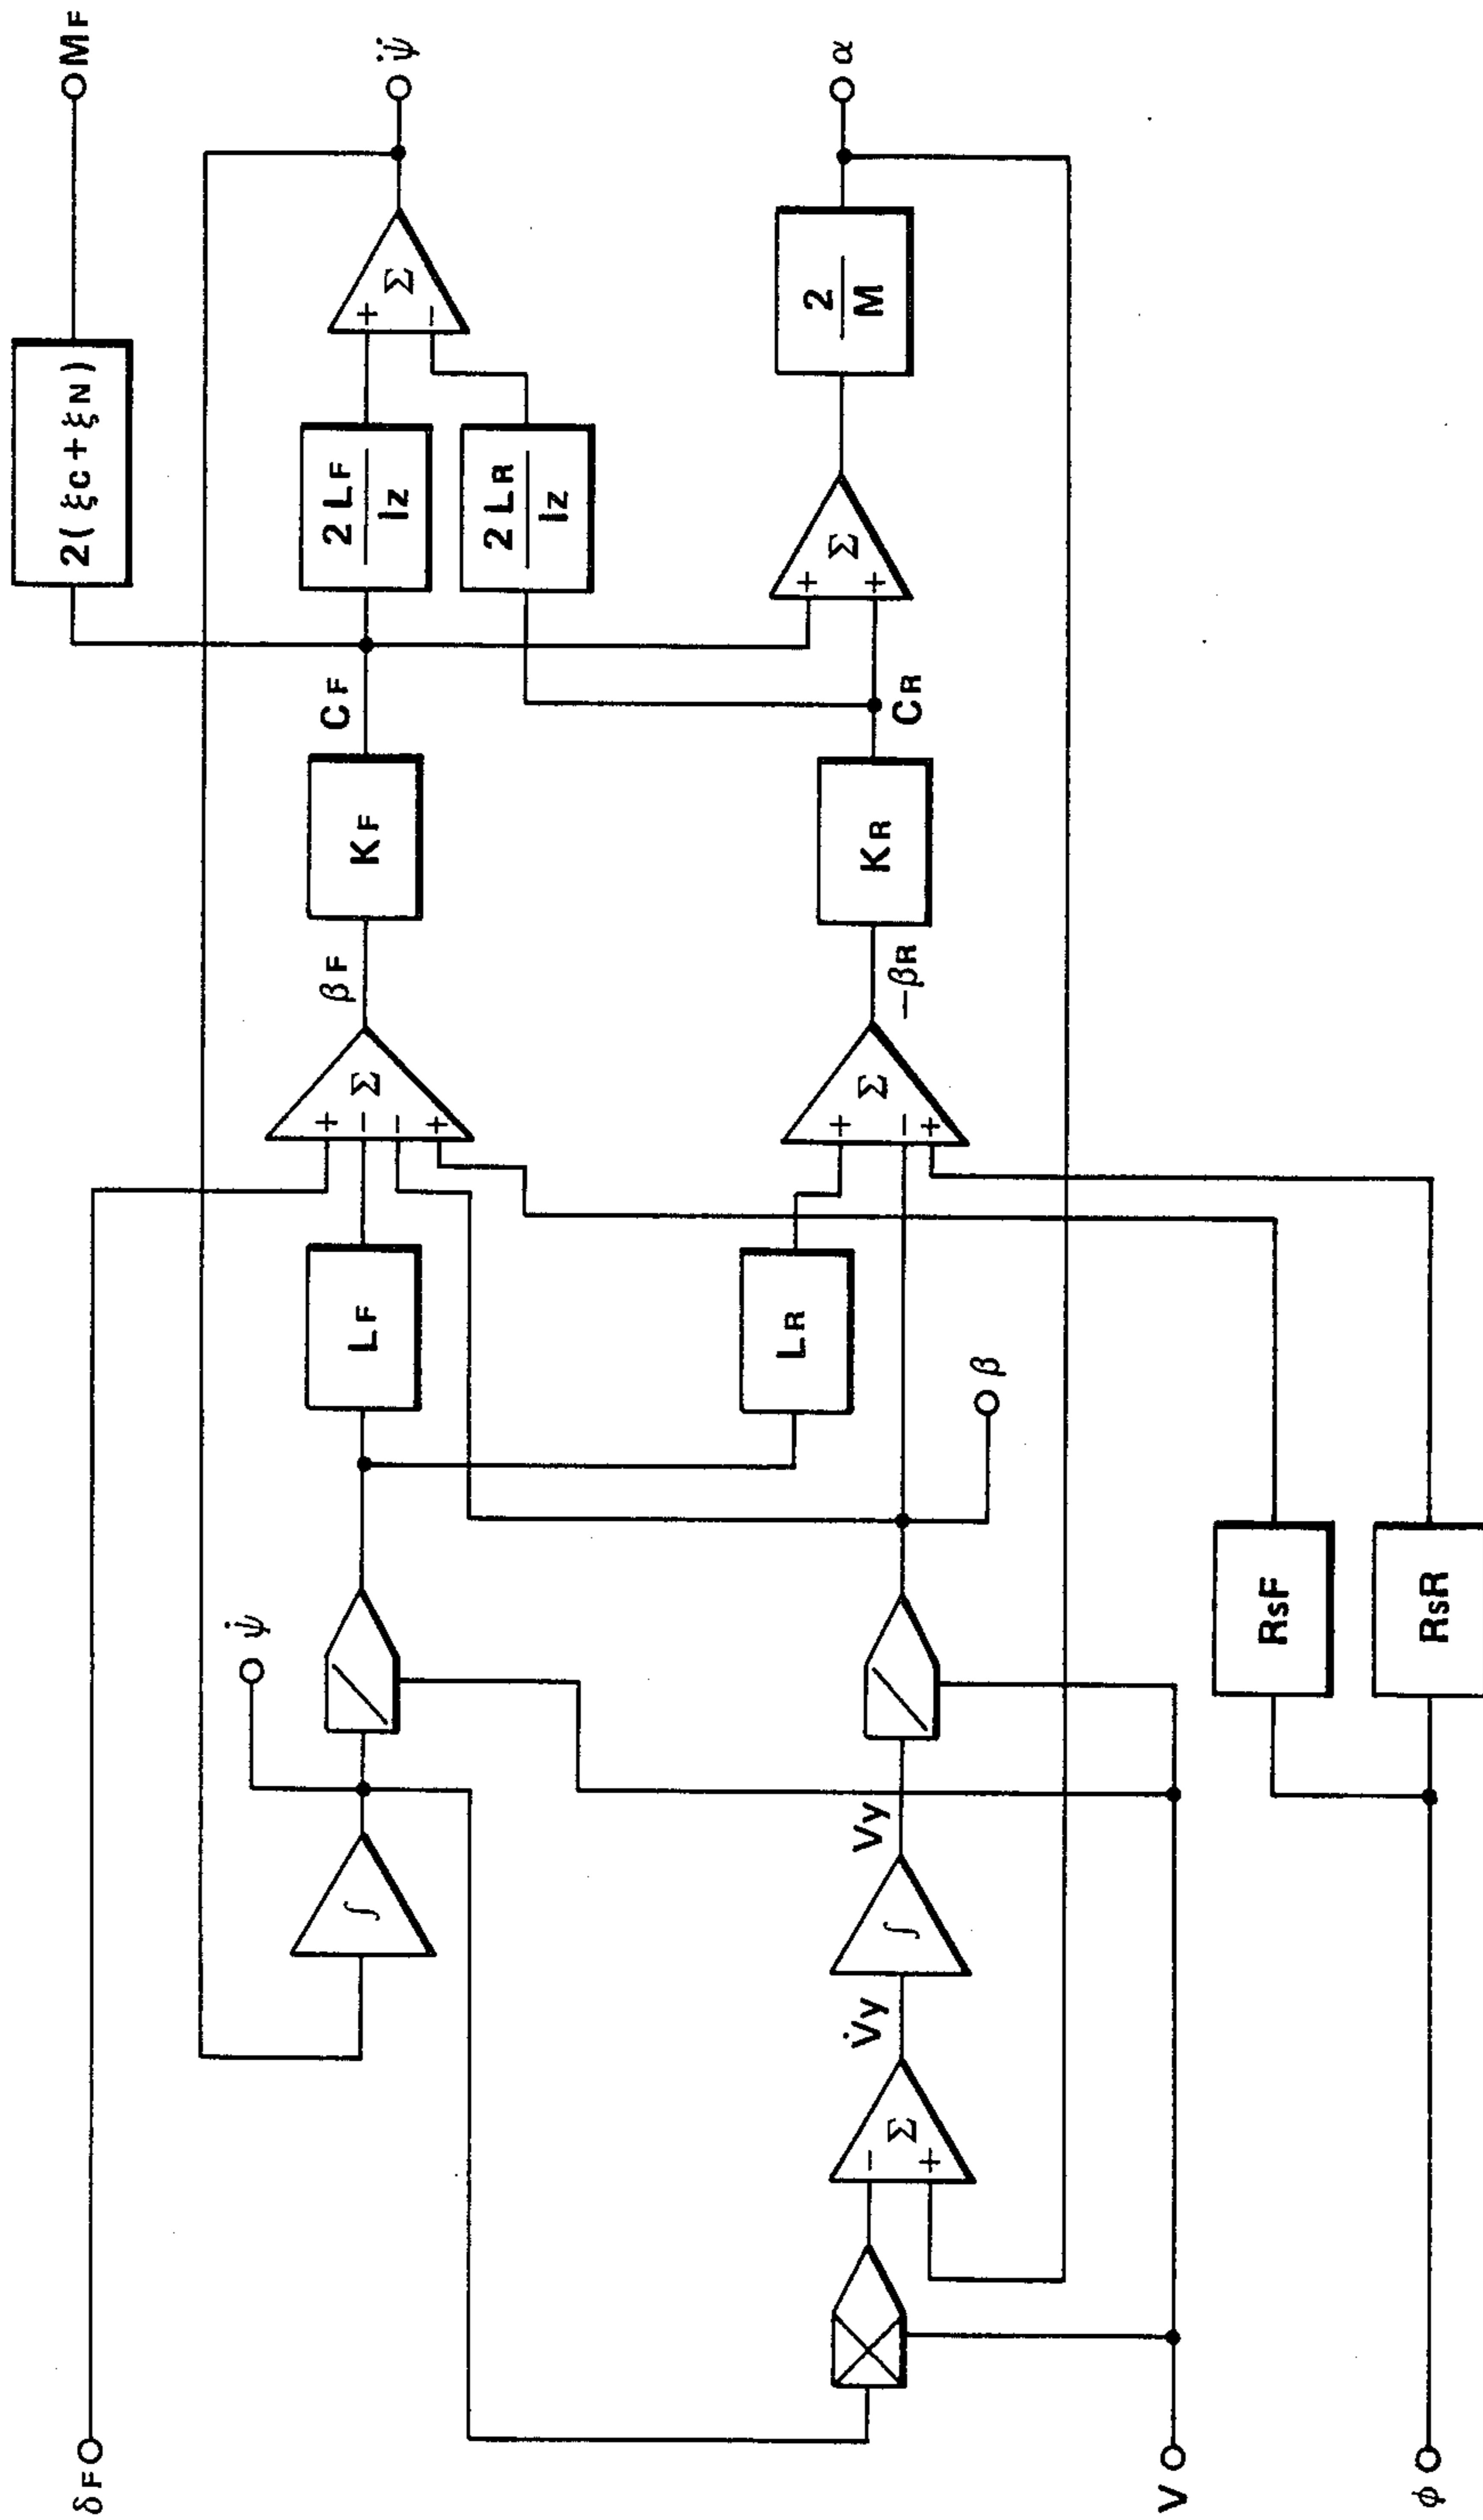 MF
2(ξC+ξN)
ψ̈
+
−
Σ
2LF
Iz
2LR
Iz
α
2
M
Σ
+
+
CF
CR
KF
KR
βF
−βR
Σ
+
−
−
+
Σ
+
−
+
LF
LR
β
ψ̇
RSF
RSR
∫
Vy
∫
V̇y
Σ
−
+
δF
V
φ